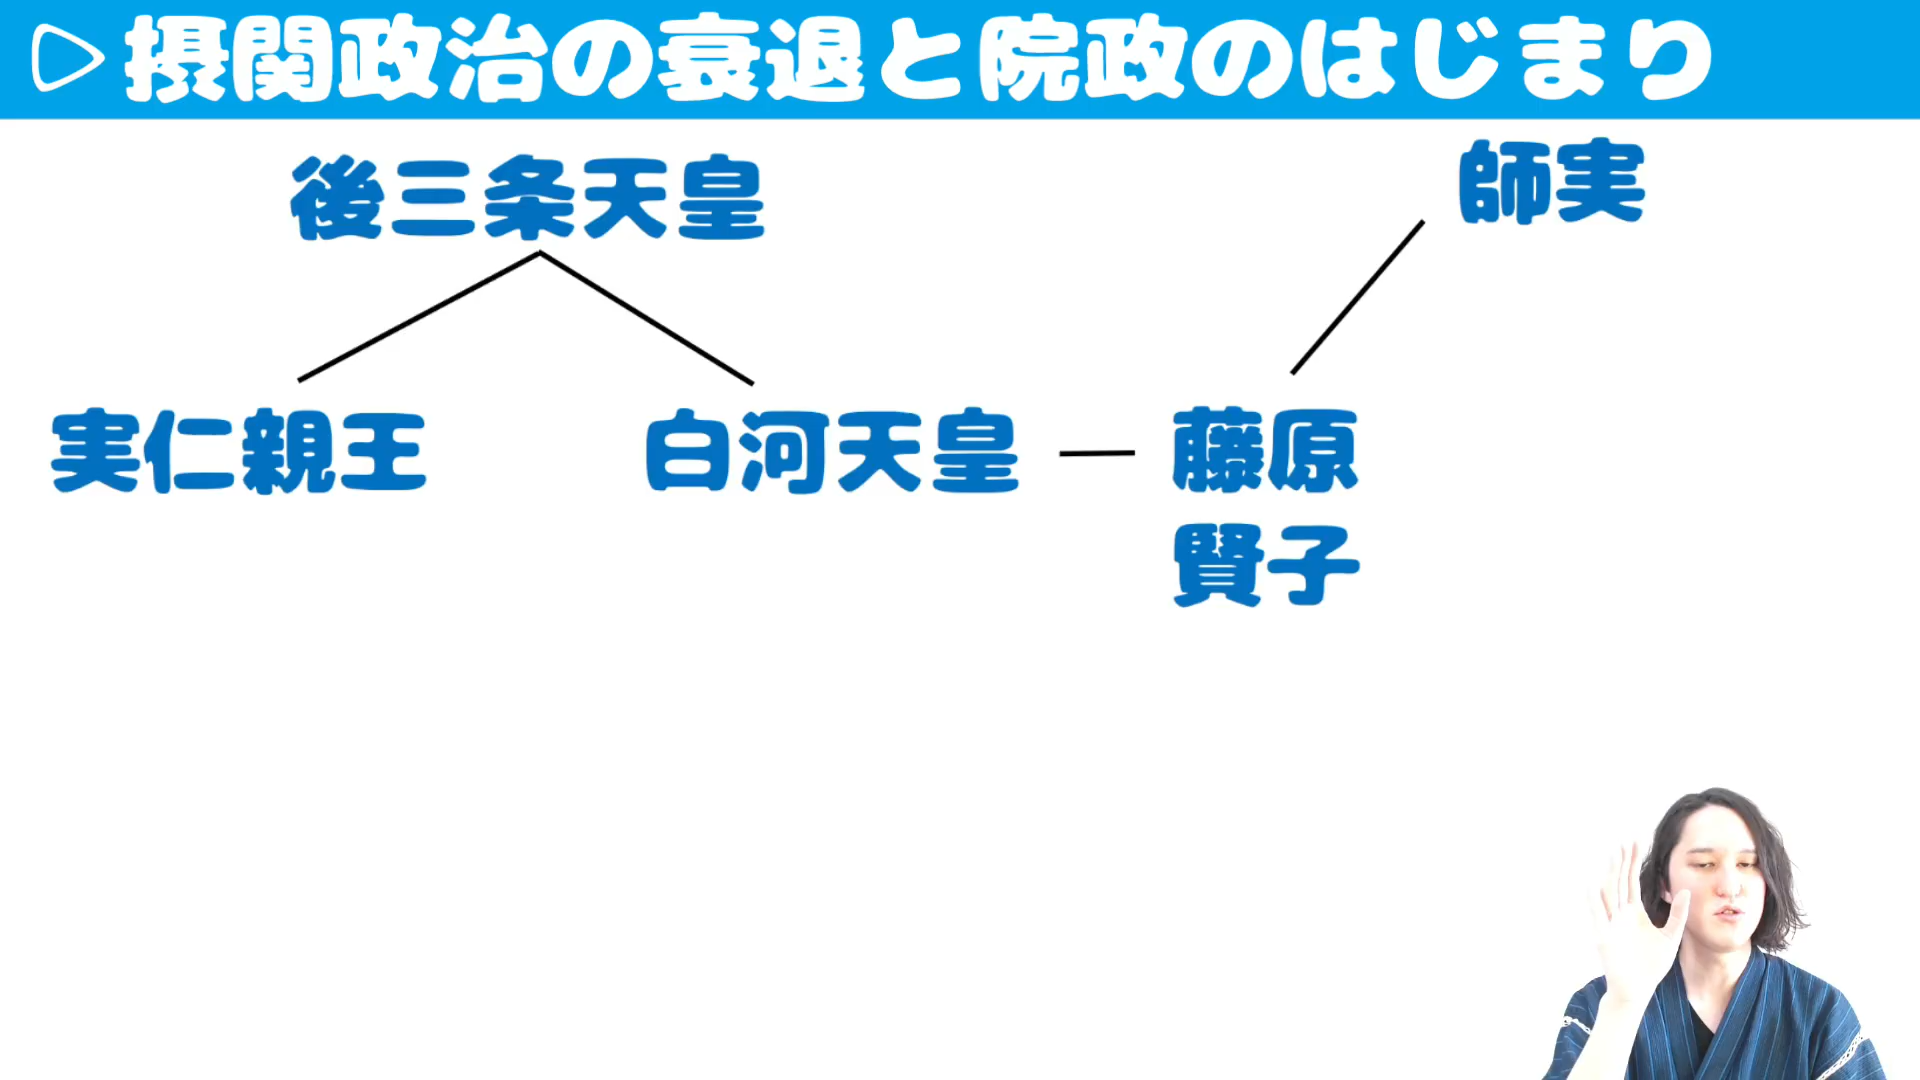 摂関政治の衰退と院政のはじまり
後三条天皇
師実
実仁親王
白河天皇
藤原
賢子